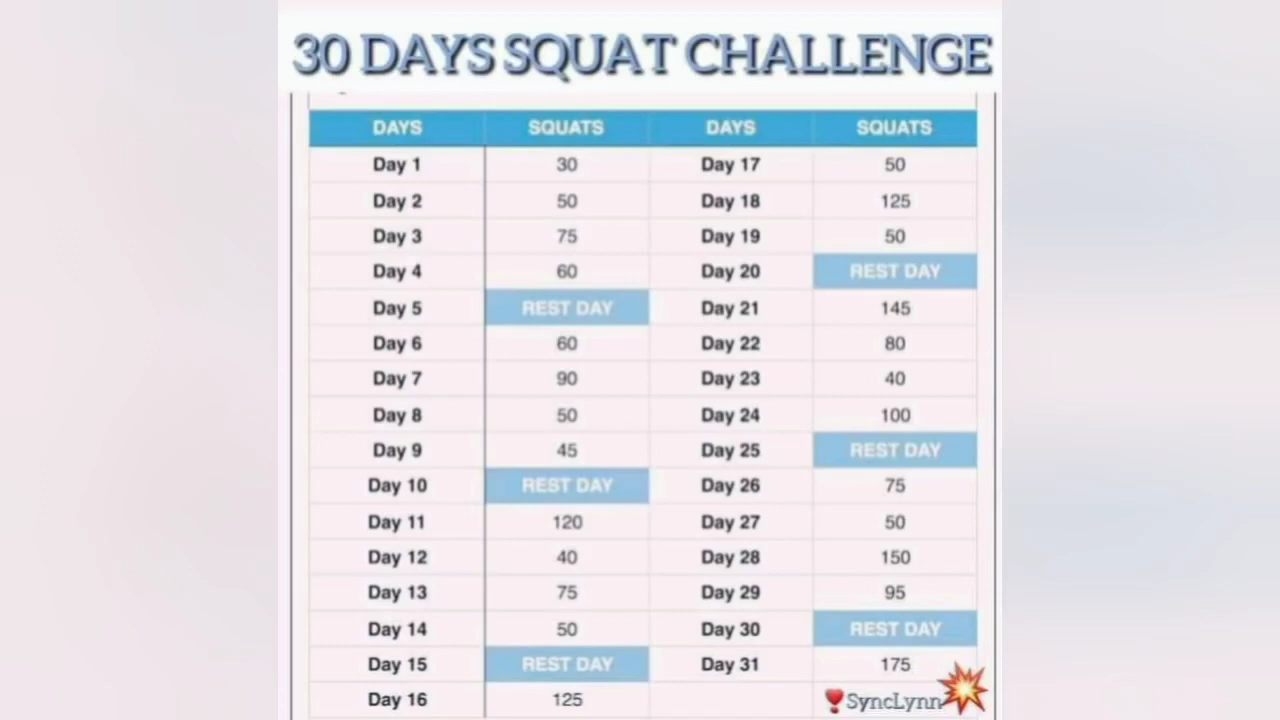 30 DAYS SQUAT CHALLENGE
DAYS SQUATS DAYS SQUATS
Day 1 30 Day 17 50
Day 2 50 Day 18 125
Day 3 75 Day 19 50
Day 4 60 Day 20 REST DAY
Day 5 REST DAY Day 21 145
Day 6 60 Day 22 80
Day 7 90 Day 23 40
Day 8 50 Day 24 100
Day 9 45 Day 25 REST DAY
Day 10 REST DAY Day 26 75
Day 11 120 Day 27 50
Day 12 40 Day 28 150
Day 13 75 Day 29 95
Day 14 50 Day 30 REST DAY
Day 15 REST DAY Day 31 175
Day 16 125
SyncLynn